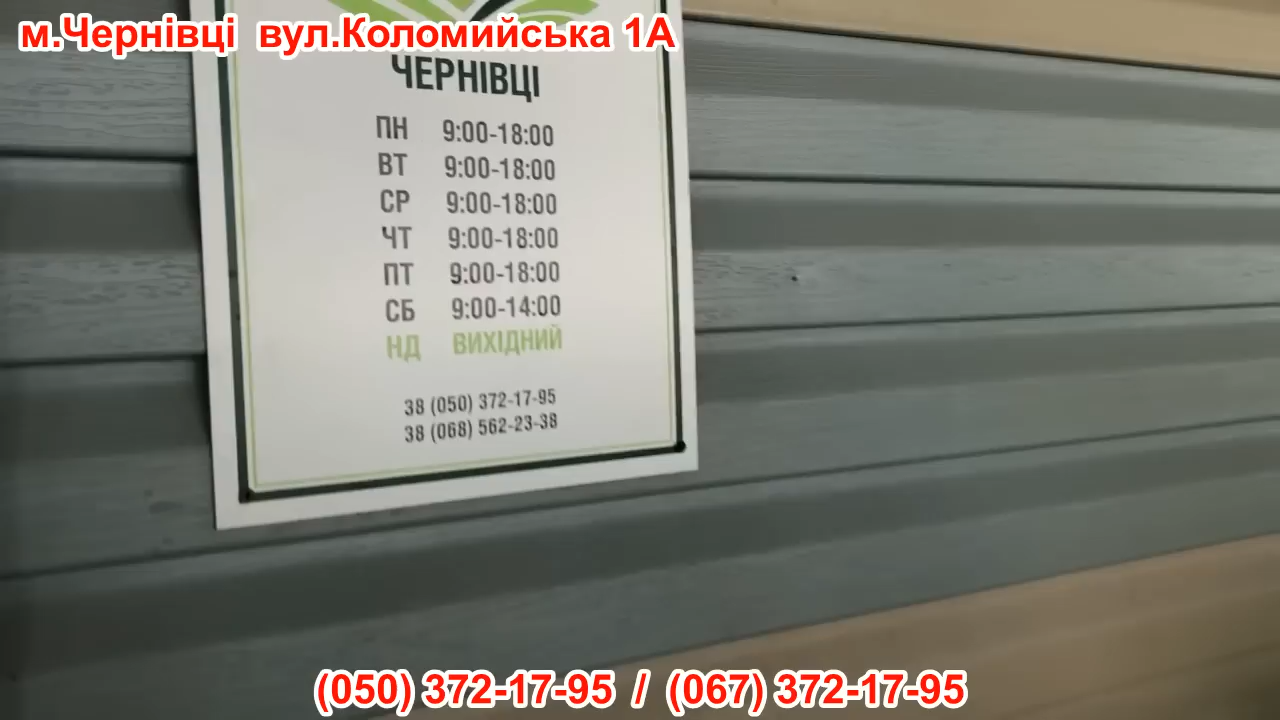 м.Чернівці вул.Коломийська 1А
ЧЕРНІВЦІ
ПН 9:00-18:00
ВТ 9:00-18:00
СР 9:00-18:00
ЧТ 9:00-18:00
ПТ 9:00-18:00
СБ 9:00-14:00
НД ВИХІДНИЙ
38 (050) 372-17-95
38 (068) 562-23-38
(050) 372-17-95 / (067) 372-17-95